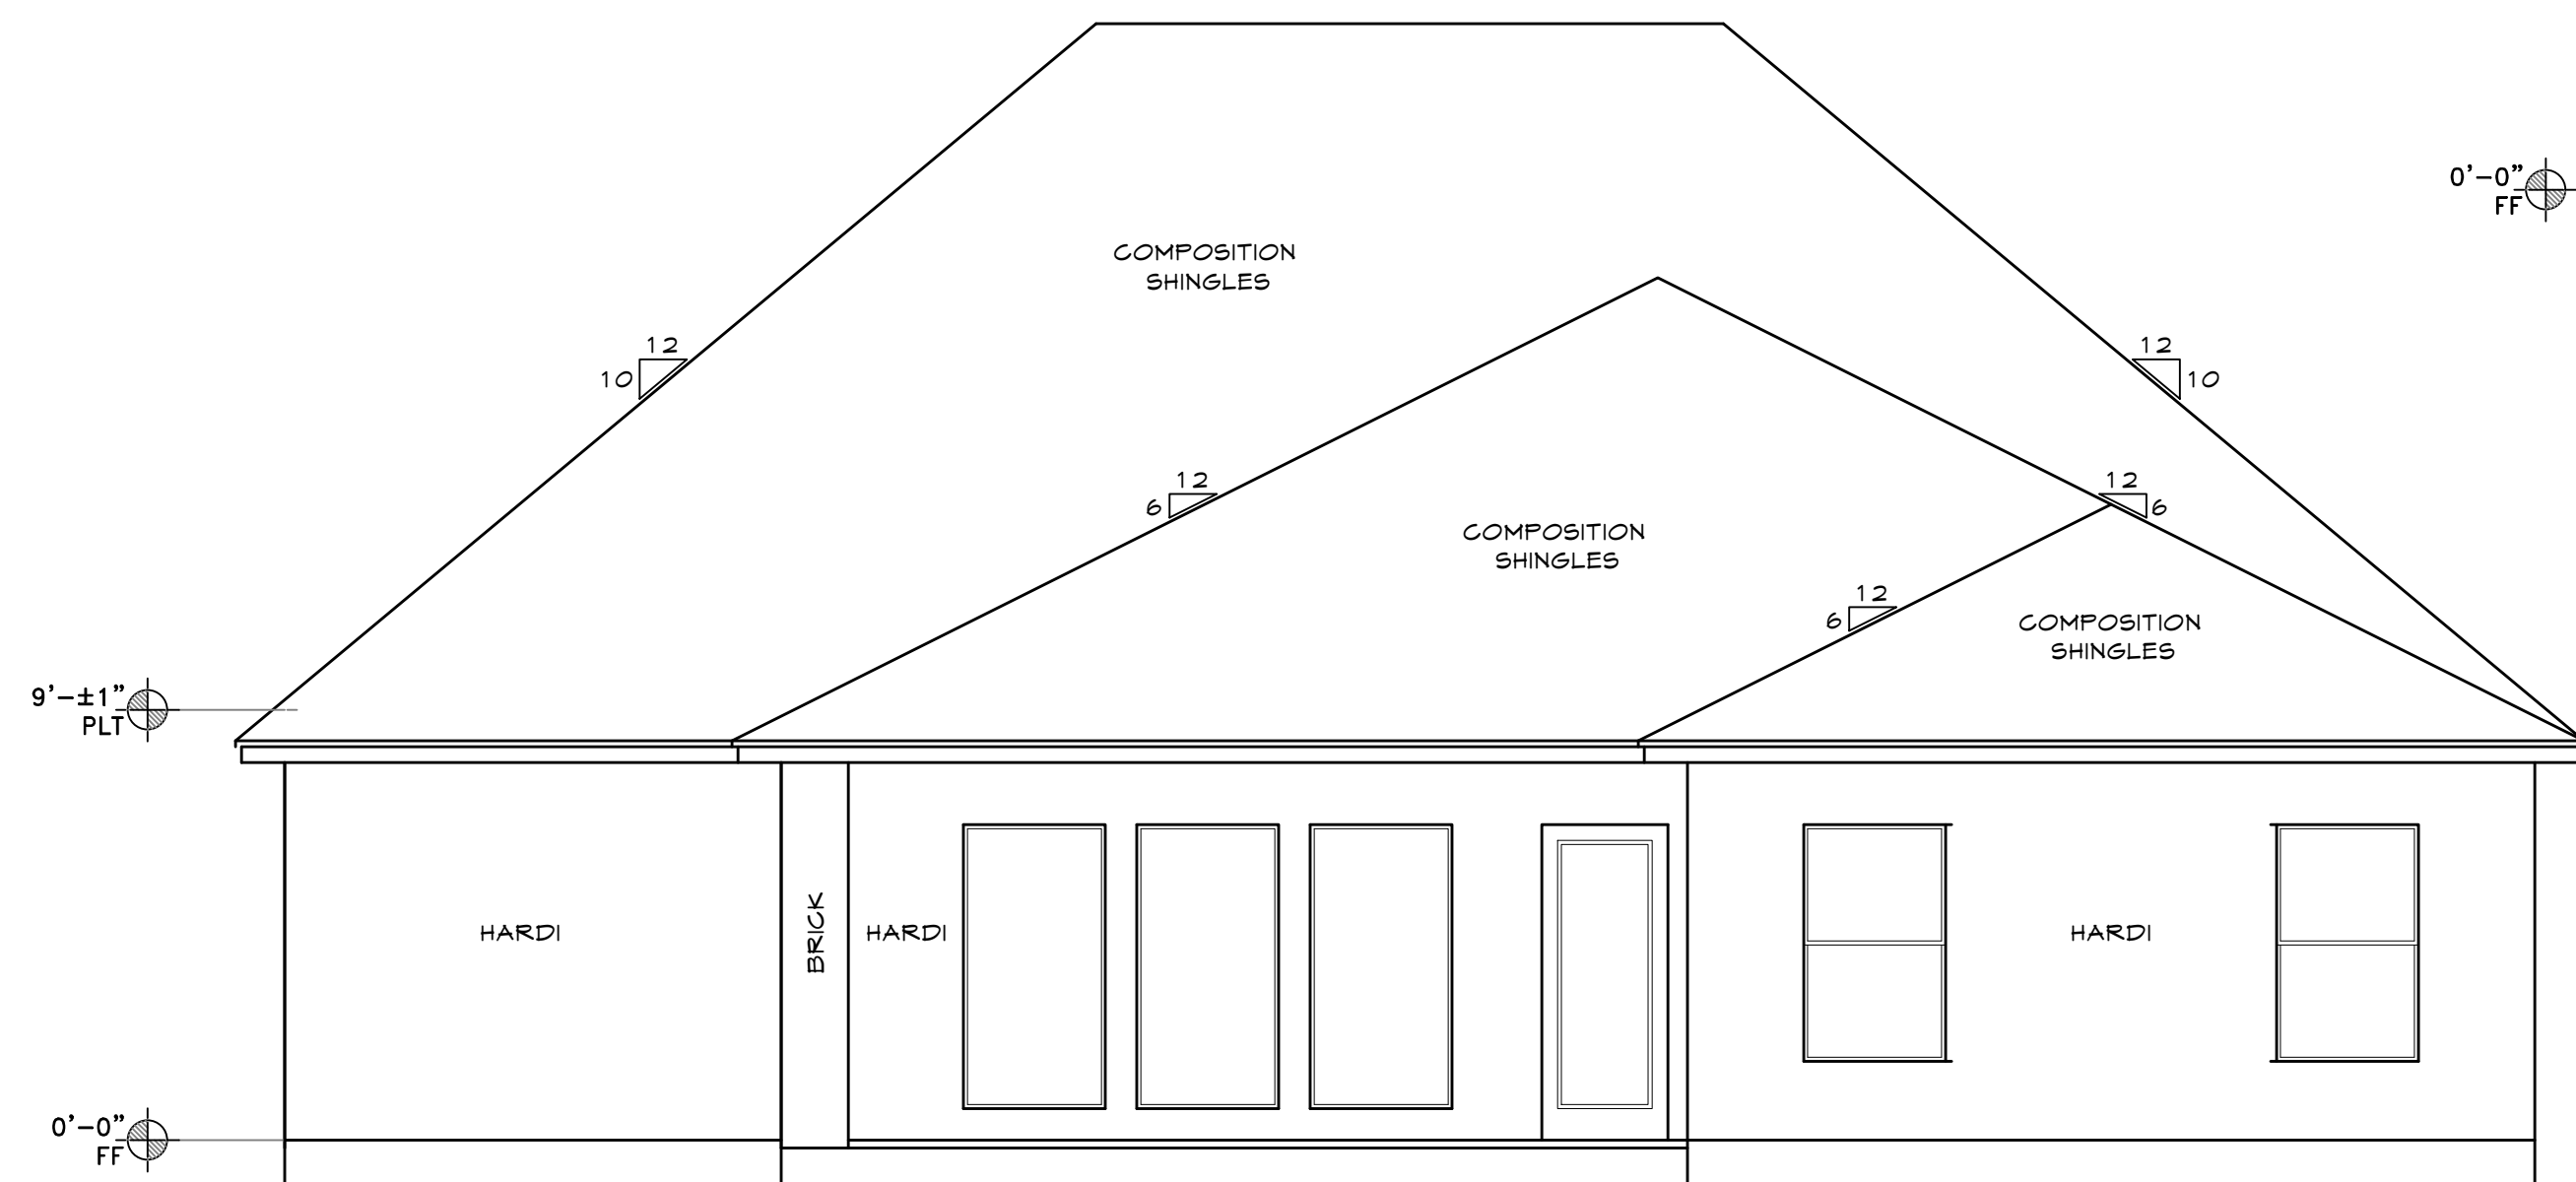 0'-0"
FF
COMPOSITION
SHINGLES
12
10
12
10
12
6
12
6
COMPOSITION
SHINGLES
12
6
COMPOSITION
SHINGLES
9'-±1"
PLT
HARDI
BRICK
HARDI
HARDI
0'-0"
FF